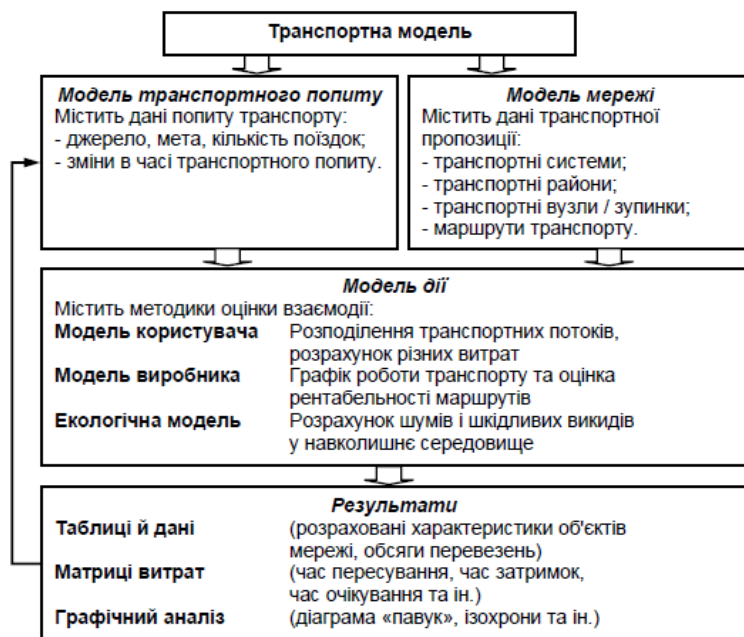 Транспортна модель
Модель транспортного попиту
Містить дані попиту транспорту:
- джерело, мета, кількість поїздок;
- зміни в часі транспортного попиту.
Модель мережі
Містить дані транспортної
пропозиції:
- транспортні системи;
- транспортні райони;
- транспортні вузли / зупинки;
- маршрути транспорту.
Модель дії
Містить методики оцінки взаємодії:
Модель користувача Розподілення транспортних потоків,
розрахунок різних витрат
Модель виробника Графік роботи транспорту та оцінка
рентабельності маршрутів
Екологічна модель Розрахунок шумів і шкідливих викидів
у навколишнє середовище
Результати
Таблиці й дані (розраховані характеристики об'єктів
мережі, обсяги перевезень)
Матриці витрат (час пересування, час затримок,
час очікування та ін.)
Графічний аналіз (діаграма «павук», ізохрони та ін.)